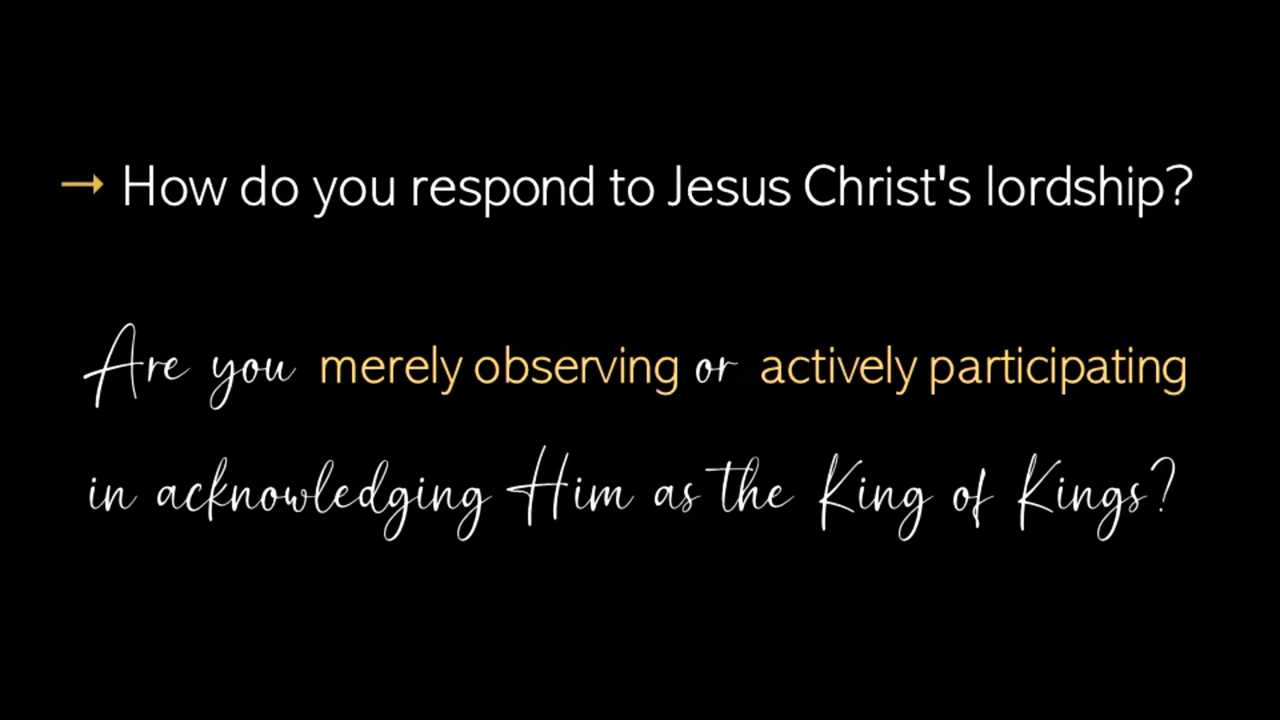 → How do you respond to Jesus Christ's lordship?
Are you merely observing or actively participating
in acknowledging Him as the King of Kings?